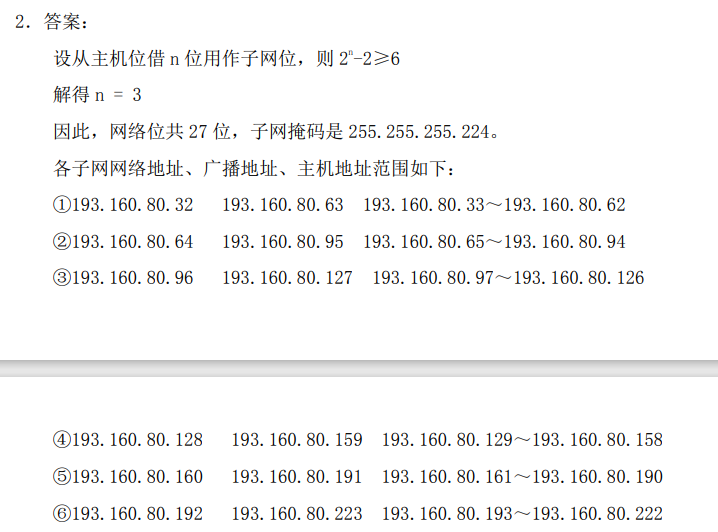 2. 答案：
设从主机位借 n 位用作子网位，则 2ⁿ-2≥6
解得 n = 3
因此，网络位共 27 位，子网掩码是 255.255.255.224。
各子网网络地址、广播地址、主机地址范围如下：
①193.160.80.32 193.160.80.63 193.160.80.33～193.160.80.62
②193.160.80.64 193.160.80.95 193.160.80.65～193.160.80.94
③193.160.80.96 193.160.80.127 193.160.80.97～193.160.80.126
④193.160.80.128 193.160.80.159 193.160.80.129～193.160.80.158
⑤193.160.80.160 193.160.80.191 193.160.80.161～193.160.80.190
⑥193.160.80.192 193.160.80.223 193.160.80.193～193.160.80.222